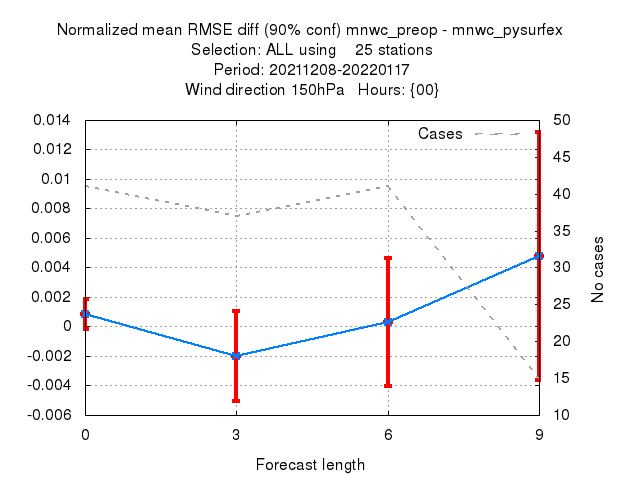 Normalized mean RMSE diff (90% conf) mnwc_preop - mnwc_pysurfex
Selection: ALL using    25 stations
Period: 20211208-20220117
Wind direction 150hPa   Hours: {00}
Cases
0.014
0.012
0.01
0.008
0.006
0.004
0.002
0
-0.002
-0.004
-0.006
50
45
40
35
30
25
20
15
10
No cases
0 3 6 9
Forecast length